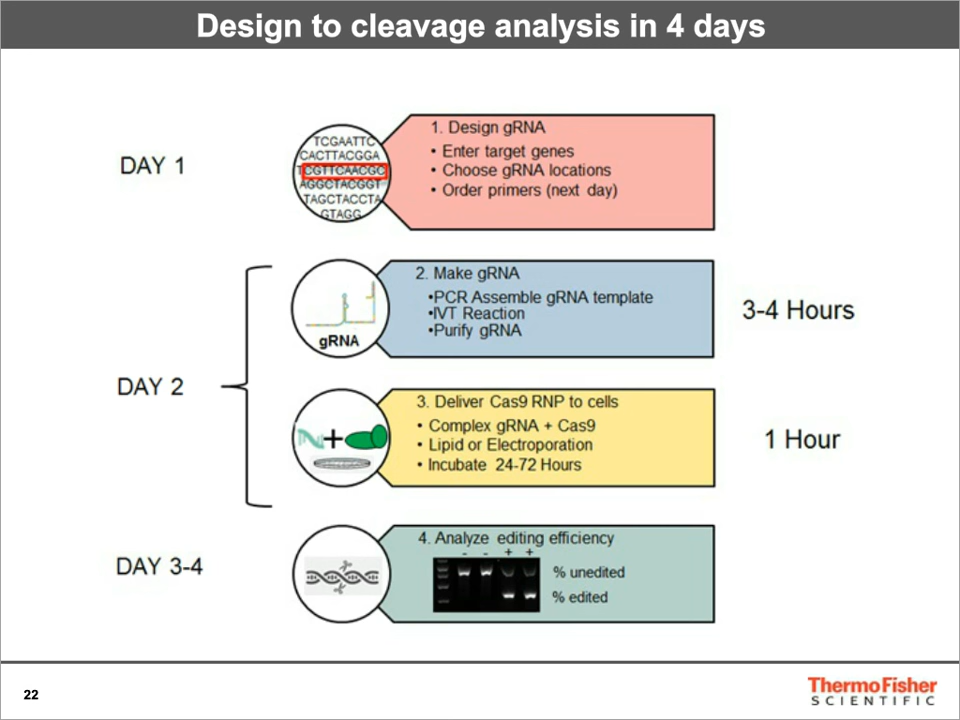 Design to cleavage analysis in 4 days
DAY 1
TCGAATTC
CACTTACGGA
TCGTTCAACGC
AGGCTACGGT
TAGCTACCTA
GTAGG
1. Design gRNA
• Enter target genes
• Choose gRNA locations
• Order primers (next day)
DAY 2
gRNA
2. Make gRNA
•PCR Assemble gRNA template
•IVT Reaction
•Purify gRNA
3-4 Hours
+
3. Deliver Cas9 RNP to cells
• Complex gRNA + Cas9
• Lipid or Electroporation
• Incubate 24-72 Hours
1 Hour
DAY 3-4
4. Analyze editing efficiency
- - + +
% unedited
% edited
22
ThermoFisher
SCIENTIFIC